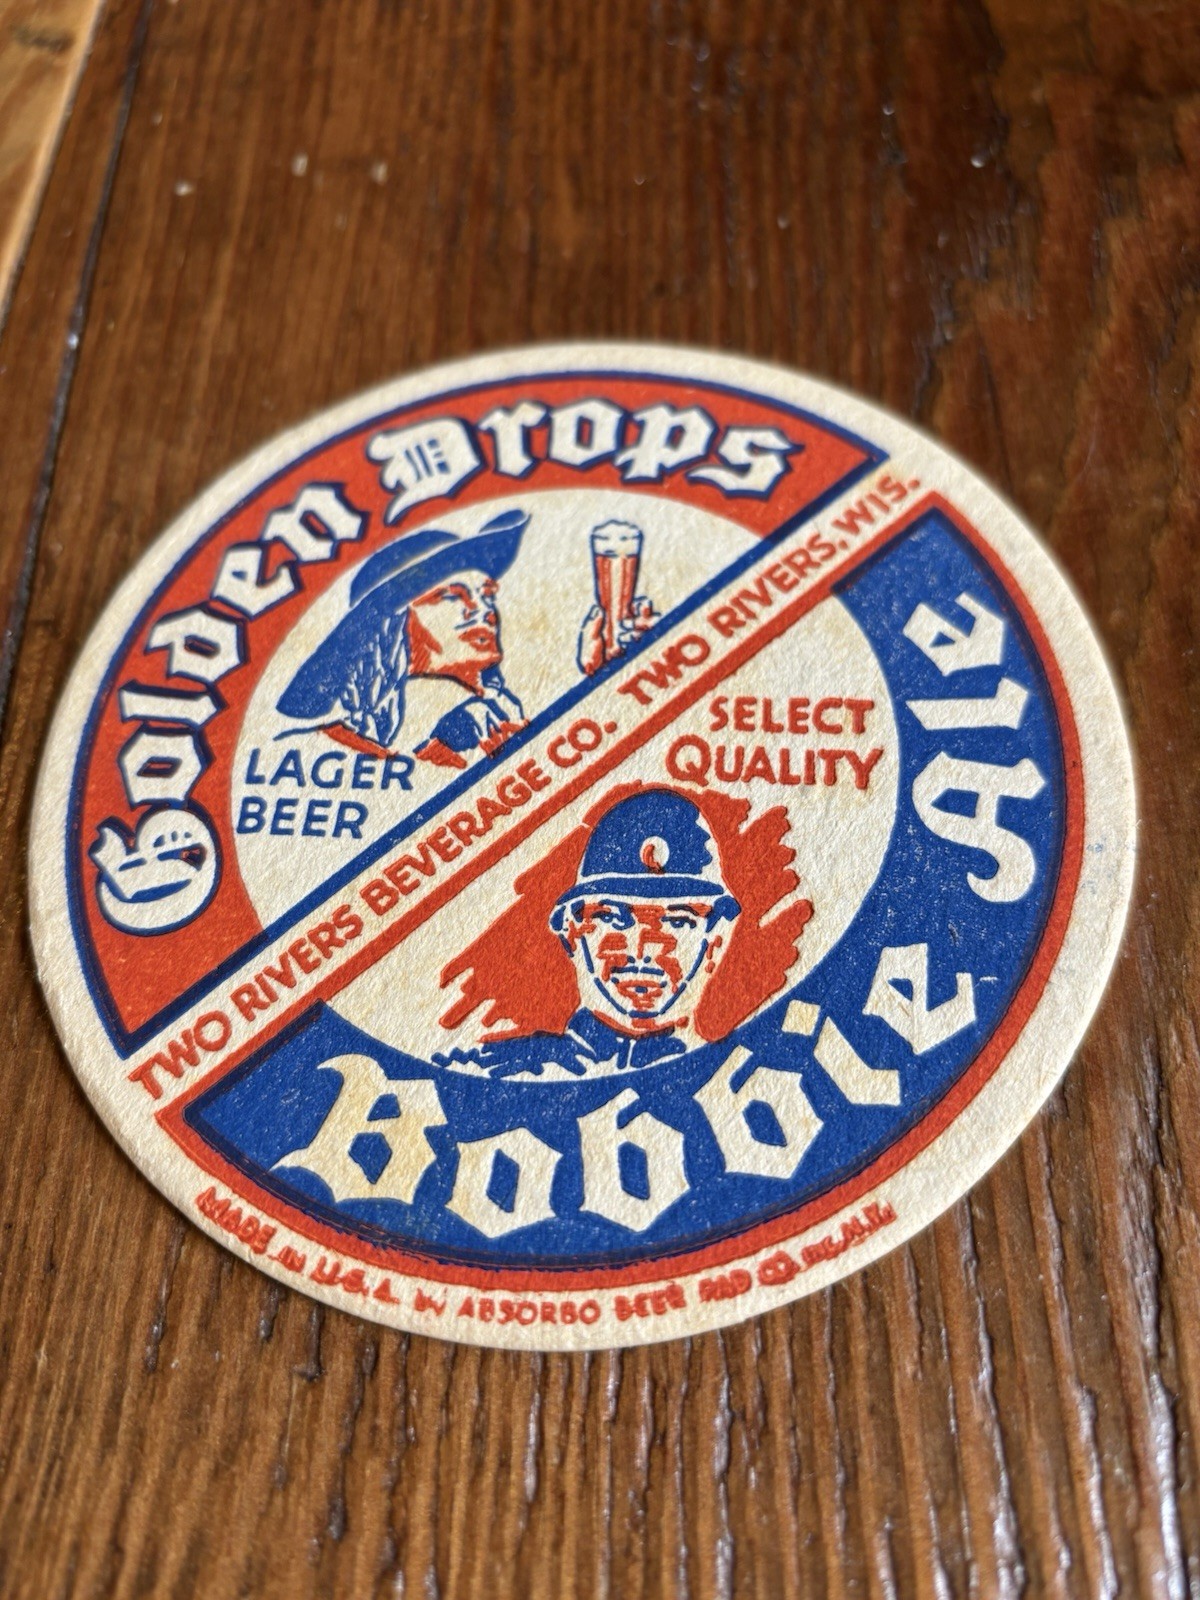 Golden Drops
LAGER
BEER
TWO RIVERS BEVERAGE CO. TWO RIVERS, WIS.
SELECT
QUALITY
Bobbie Ale
MADE IN U.S.A. BY ABSORBO BEER PAD CO. INC. N.Y.